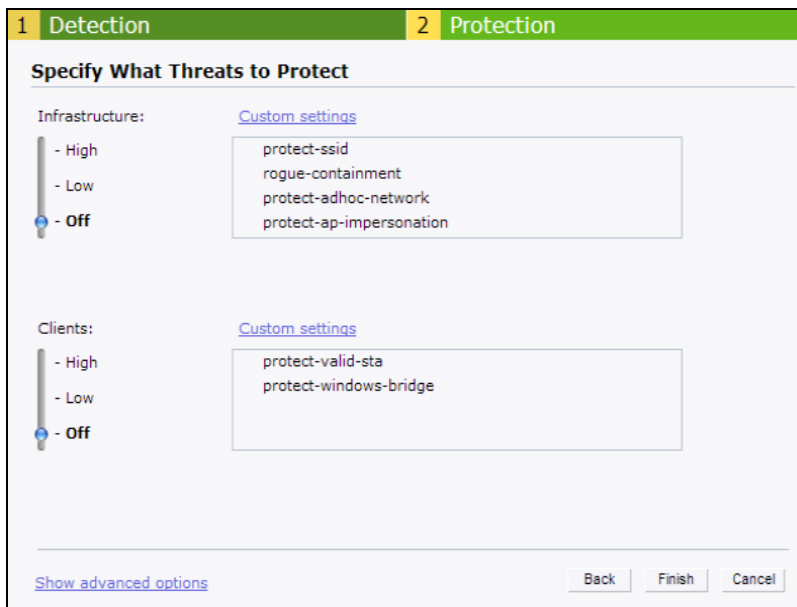 1 Detection
2 Protection
Specify What Threats to Protect
Infrastructure:
Custom settings
- High
- Low
- Off
protect-ssid
rogue-containment
protect-adhoc-network
protect-ap-impersonation
Clients:
Custom settings
- High
- Low
- Off
protect-valid-sta
protect-windows-bridge
Show advanced options
Back
Finish
Cancel